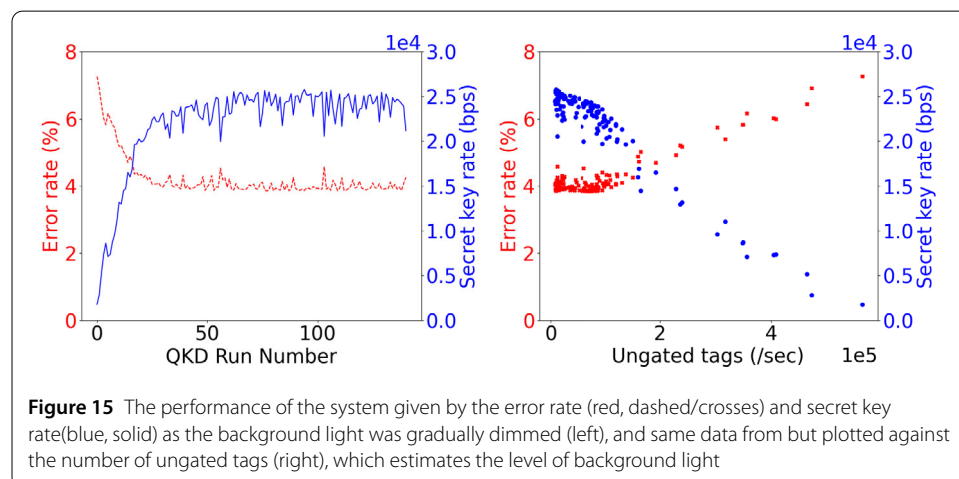 1e4
8
6
4
2
0
Error rate (%)
3.0
2.5
2.0
1.5
1.0
0.5
0.0
Secret key rate (bps)
0
50
100
QKD Run Number
1e4
8
6
4
2
0
Error rate (%)
3.0
2.5
2.0
1.5
1.0
0.5
0.0
Secret key rate (bps)
0
2
4
Ungated tags (/sec)
1e5
Figure 15 The performance of the system given by the error rate (red, dashed/crosses) and secret key
rate(blue, solid) as the background light was gradually dimmed (left), and same data from but plotted against
the number of ungated tags (right), which estimates the level of background light